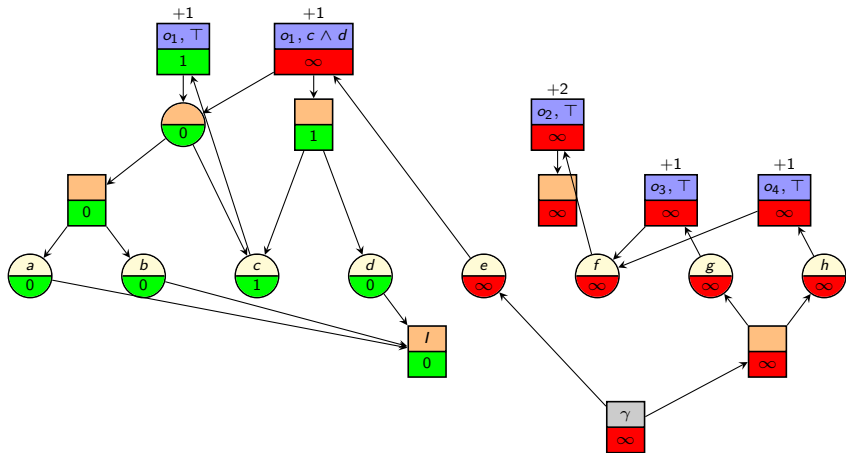 +1 +1
o₁, ⊤ o₁, c ∧ d
1 ∞
+2
o₂, ⊤
0 1 ∞
+1 +1
o₃, ⊤ o₄, ⊤
0 ∞ ∞ ∞
a b c d e f g h
0 0 1 0 ∞ ∞ ∞ ∞
I
0 ∞
γ
∞